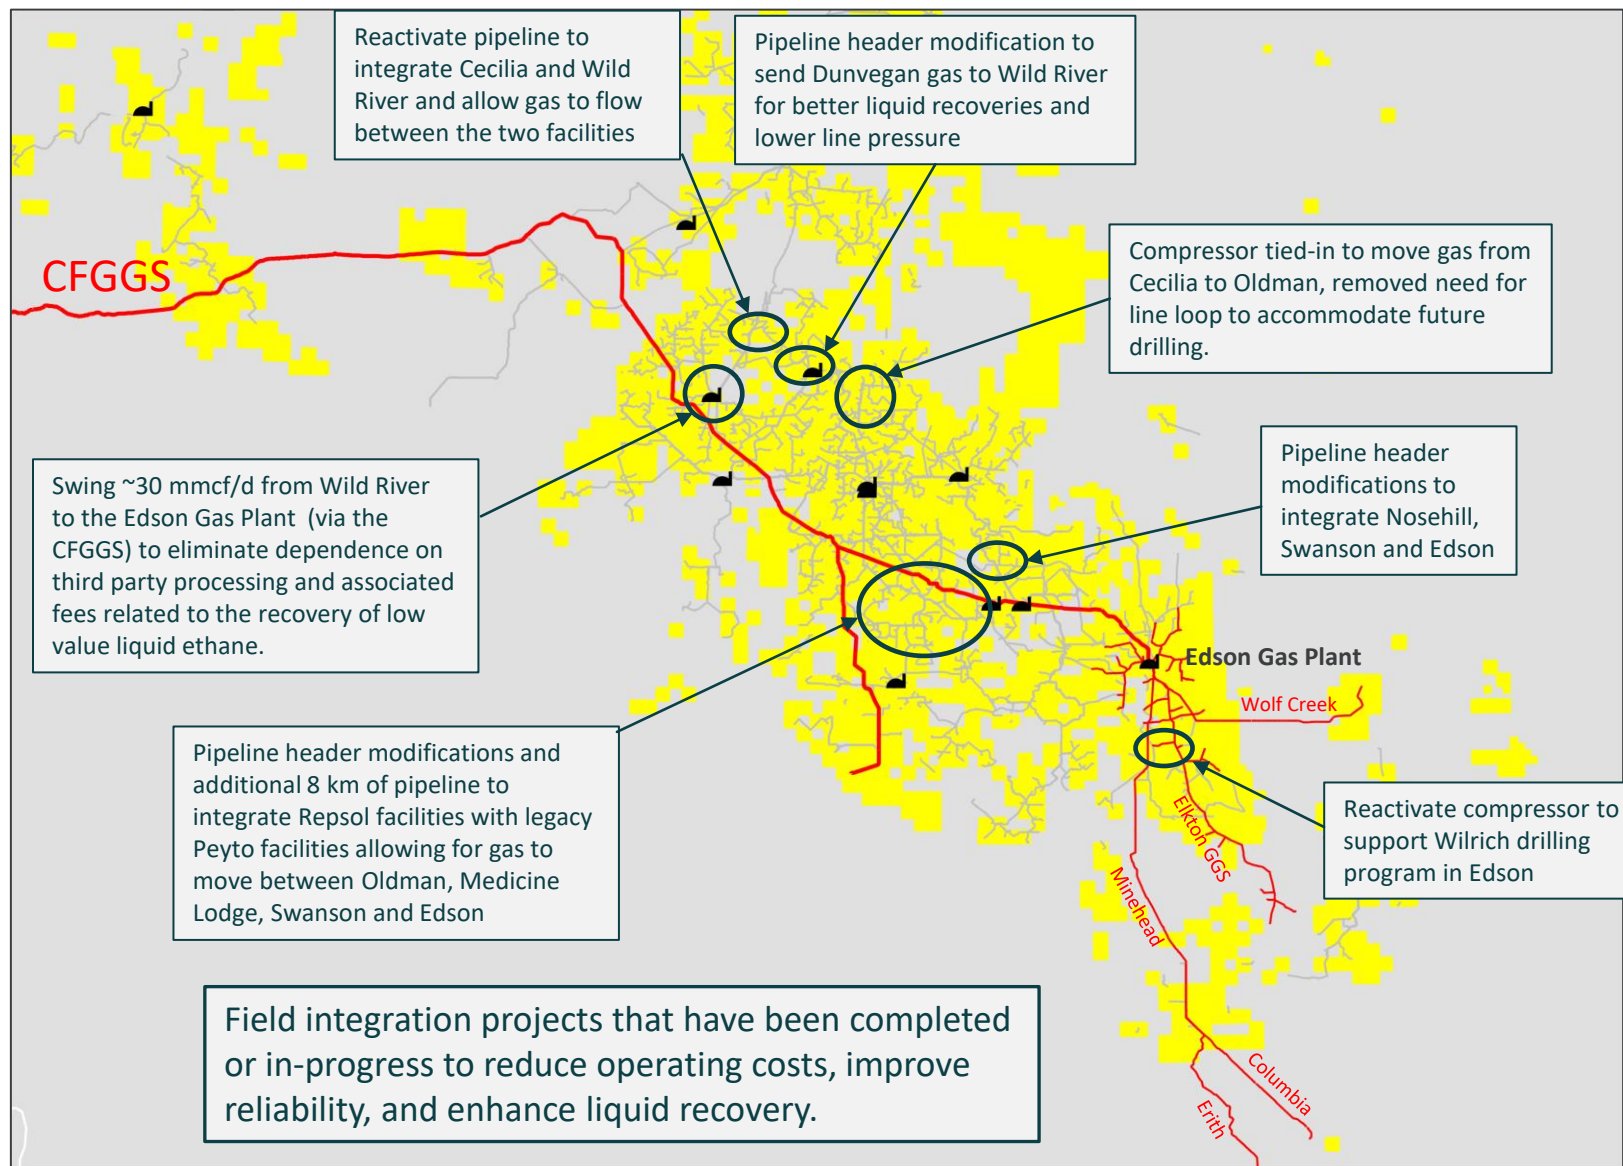 Reactivate pipeline to
integrate Cecilia and Wild
River and allow gas to flow
between the two facilities
Pipeline header modification to
send Dunvegan gas to Wild River
for better liquid recoveries and
lower line pressure
CFGGS
Compressor tied-in to move gas from
Cecilia to Oldman, removed need for
line loop to accommodate future
drilling.
Swing ~30 mmcf/d from Wild River
to the Edson Gas Plant (via the
CFGGS) to eliminate dependence on
third party processing and associated
fees related to the recovery of low
value liquid ethane.
Pipeline header
modifications to
integrate Nosehill,
Swanson and Edson
Edson Gas Plant
Wolf Creek
Pipeline header modifications and
additional 8 km of pipeline to
integrate Repsol facilities with legacy
Peyto facilities allowing for gas to
move between Oldman, Medicine
Lodge, Swanson and Edson
Elkton GGS
Minehead
Reactivate compressor to
support Wilrich drilling
program in Edson
Field integration projects that have been completed
or in-progress to reduce operating costs, improve
reliability, and enhance liquid recovery.
Columbia
Erith